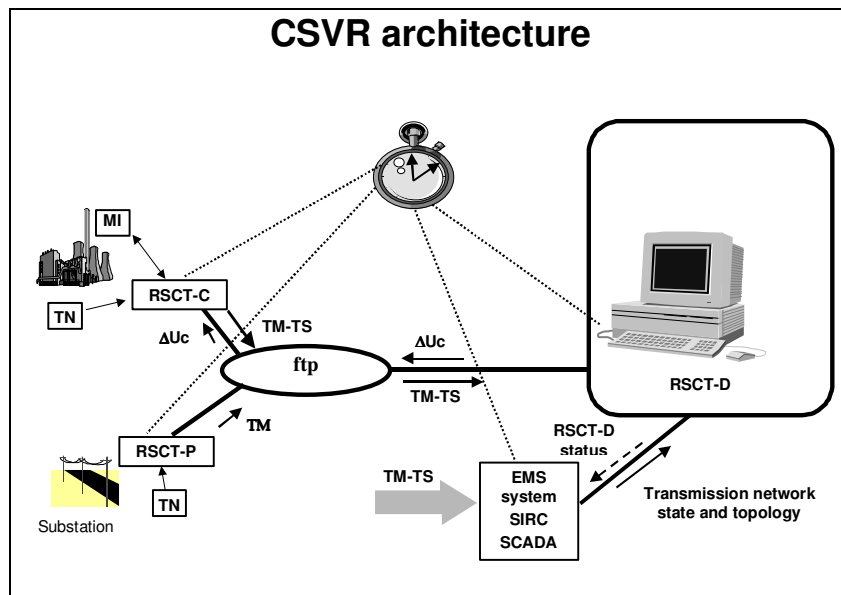 CSVR architecture
MI
RSCT-C
TN
TM-TS
ΔUc
ftp
ΔUc
TM-TS
RSCT-D
TM
RSCT-P
TN
Substation
RSCT-D
status
TM-TS
EMS
system
SIRC
SCADA
Transmission network
state and topology